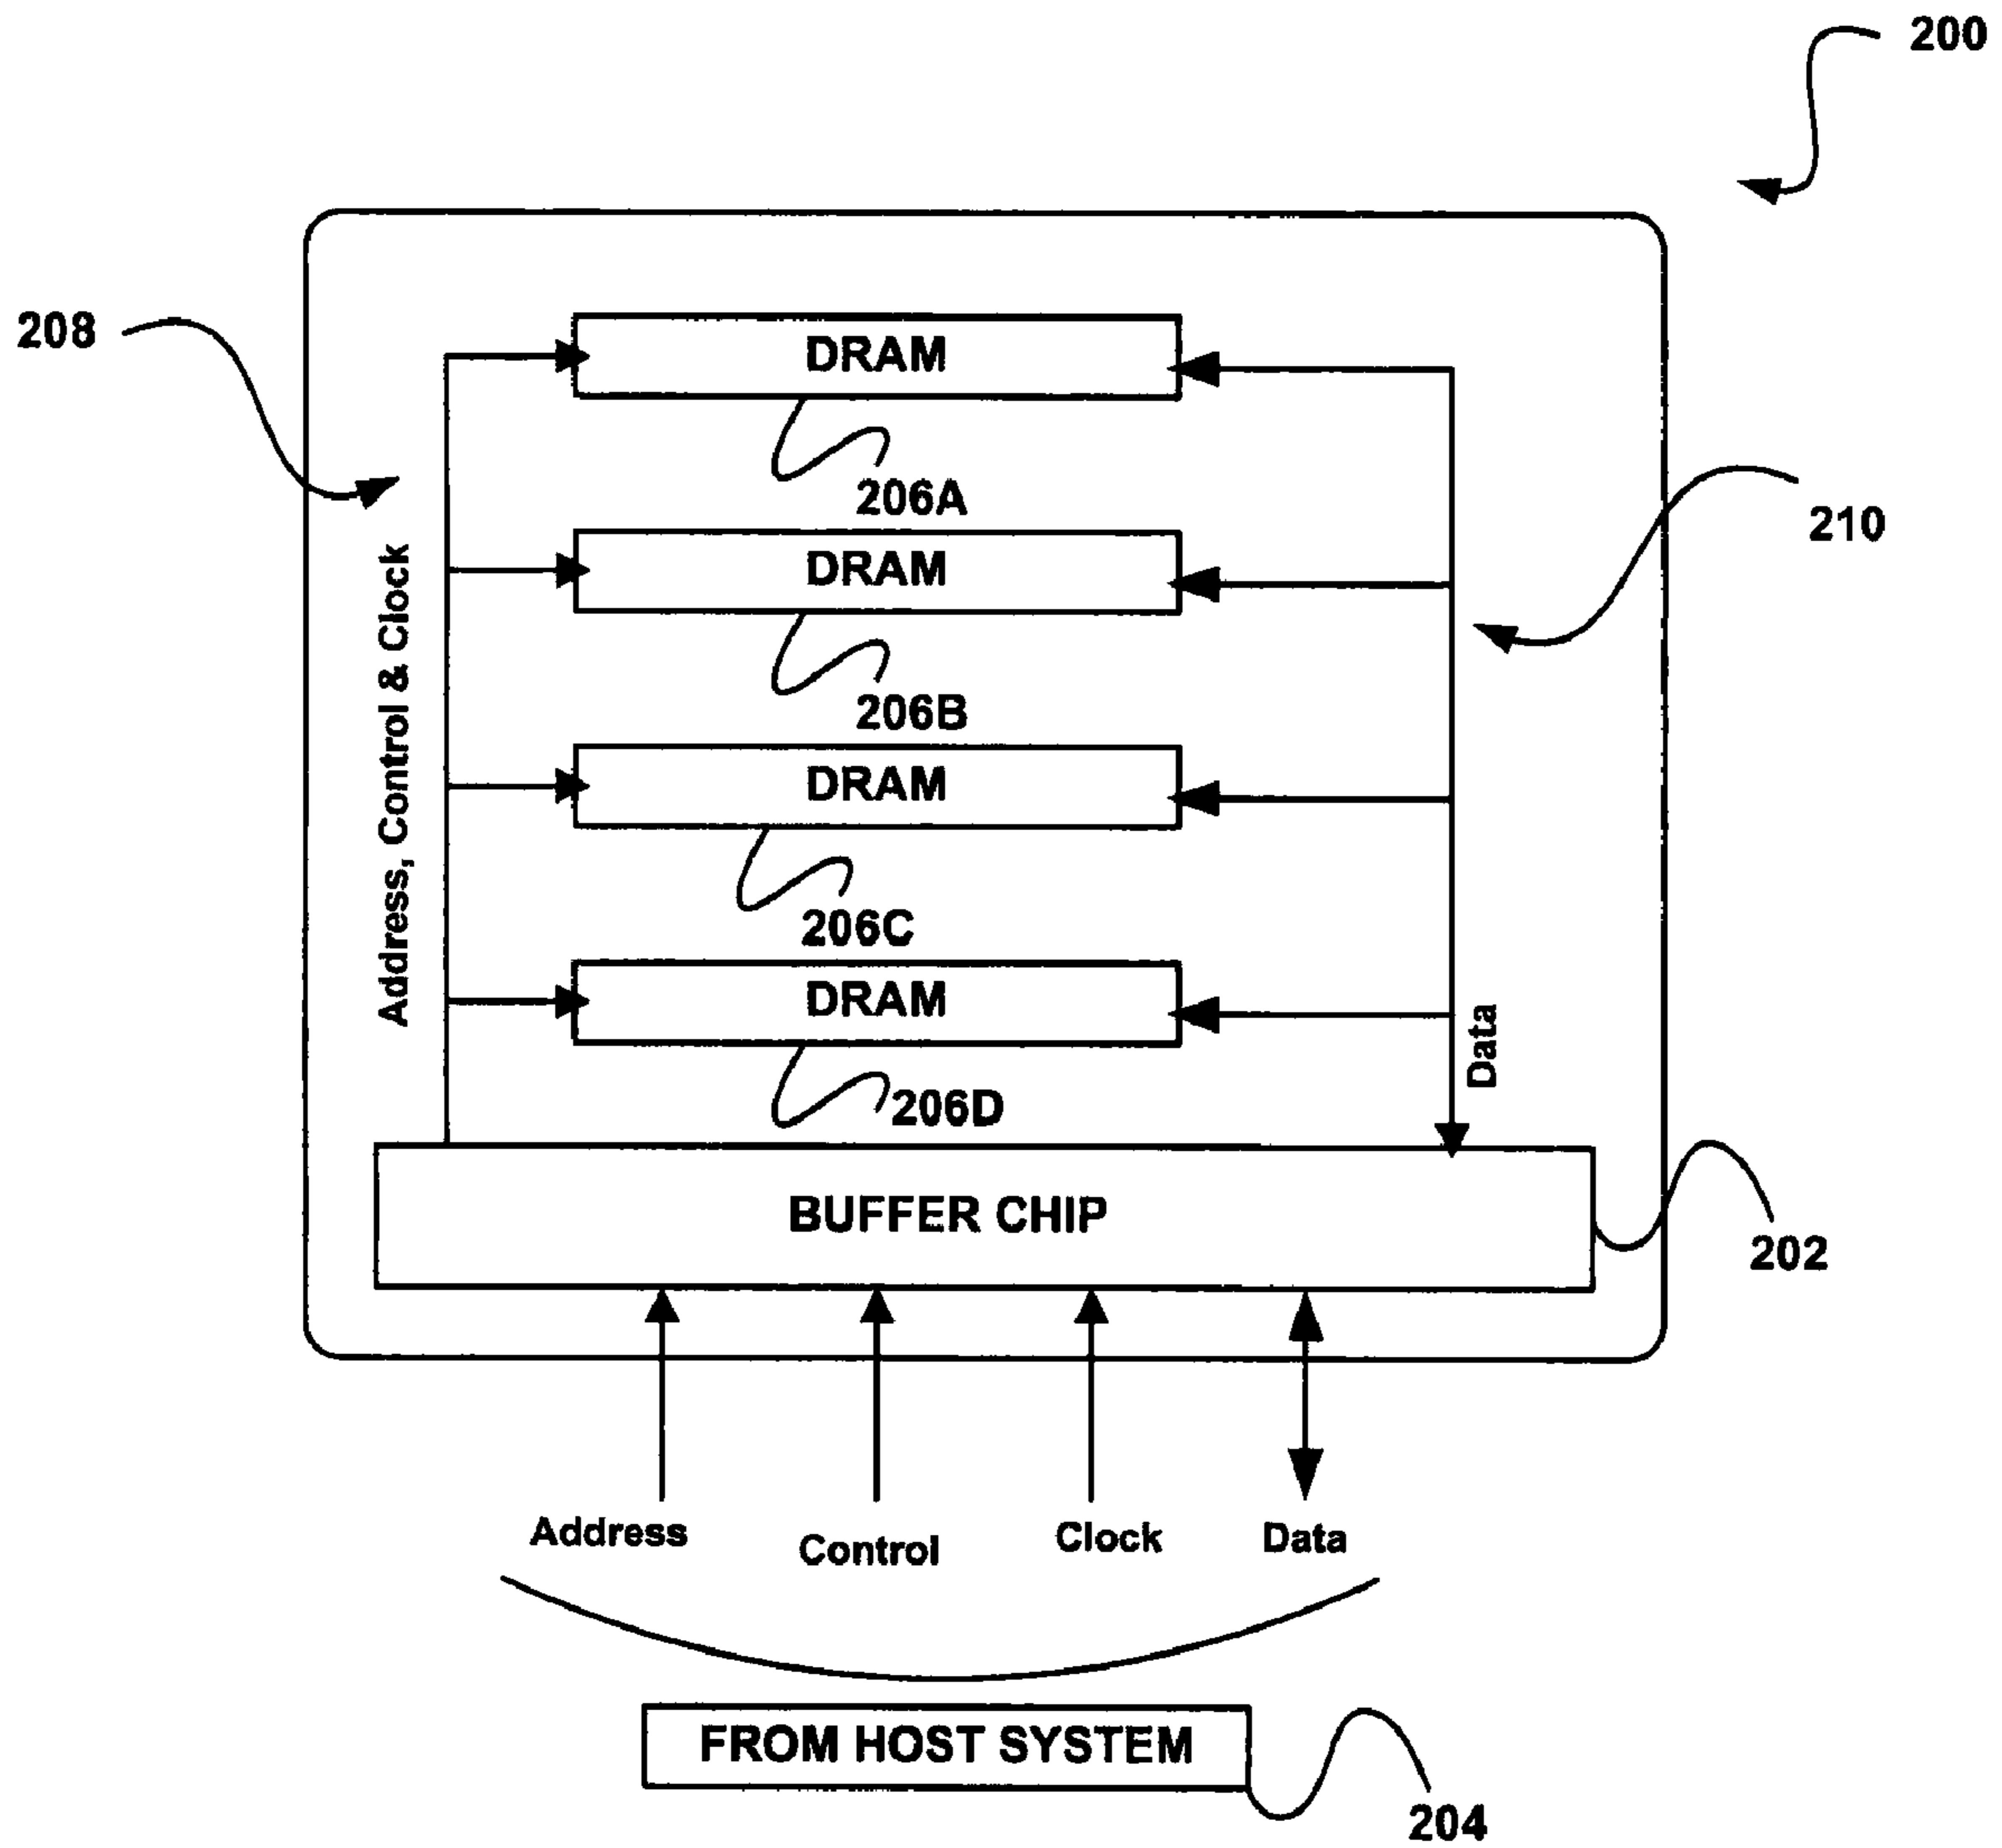 200
208
DRAM
206A
210
DRAM
206B
Address, Control & Clock
DRAM
206C
DRAM
Data
206D
BUFFER CHIP
202
Address
Control
Clock
Data
FROM HOST SYSTEM
204